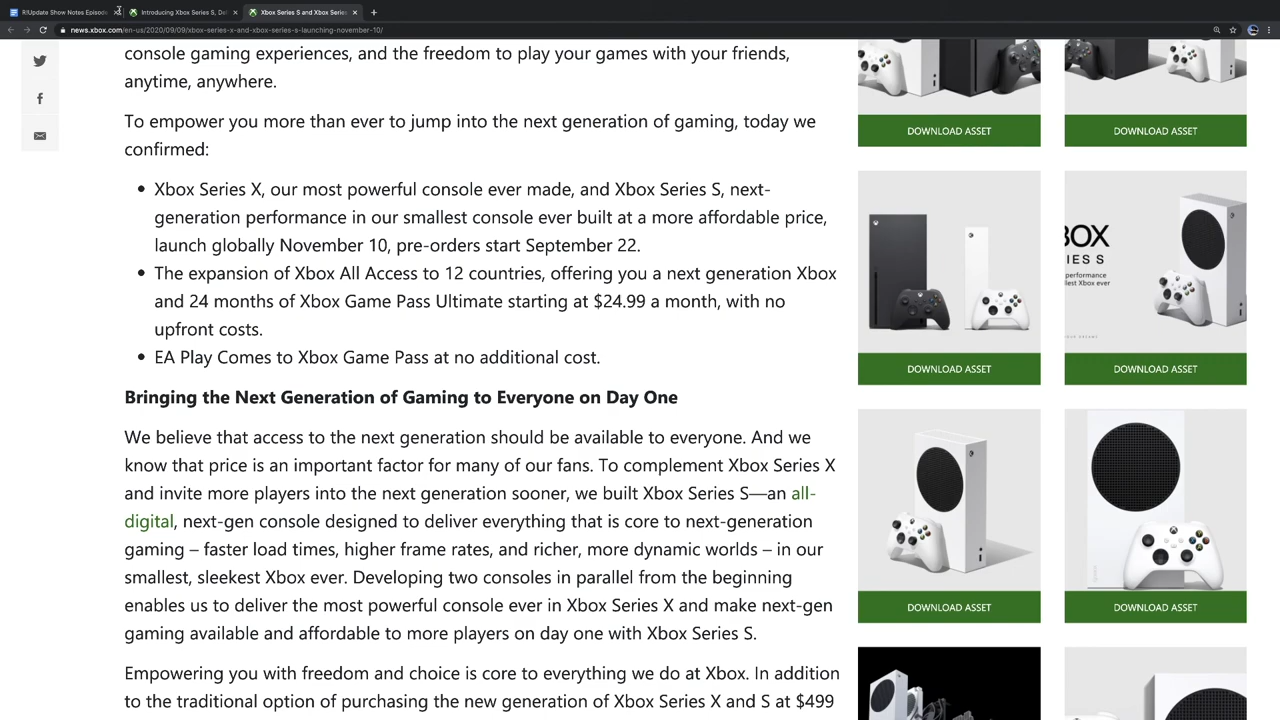 R/Update Show Notes Episode
Introducing Xbox Series S, Del
Xbox Series S and Xbox Series
news.xbox.com/en-us/2020/09/09/xbox-series-x-and-xbox-series-s-launching-november-10/
console gaming experiences, and the freedom to play your games with your friends,
anytime, anywhere.
To empower you more than ever to jump into the next generation of gaming, today we
confirmed:
• Xbox Series X, our most powerful console ever made, and Xbox Series S, next-
generation performance in our smallest console ever built at a more affordable price,
launch globally November 10, pre-orders start September 22.
• The expansion of Xbox All Access to 12 countries, offering you a next generation Xbox
and 24 months of Xbox Game Pass Ultimate starting at $24.99 a month, with no
upfront costs.
• EA Play Comes to Xbox Game Pass at no additional cost.
Bringing the Next Generation of Gaming to Everyone on Day One
We believe that access to the next generation should be available to everyone. And we
know that price is an important factor for many of our fans. To complement Xbox Series X
and invite more players into the next generation sooner, we built Xbox Series S—an all-
digital, next-gen console designed to deliver everything that is core to next-generation
gaming – faster load times, higher frame rates, and richer, more dynamic worlds – in our
smallest, sleekest Xbox ever. Developing two consoles in parallel from the beginning
enables us to deliver the most powerful console ever in Xbox Series X and make next-gen
gaming available and affordable to more players on day one with Xbox Series S.
Empowering you with freedom and choice is core to everything we do at Xbox. In addition
to the traditional option of purchasing the new generation of Xbox Series X and S at $499
DOWNLOAD ASSET
DOWNLOAD ASSET
BOX
IES S
performance
llest Xbox ever
DOWNLOAD ASSET
DOWNLOAD ASSET
DOWNLOAD ASSET
DOWNLOAD ASSET